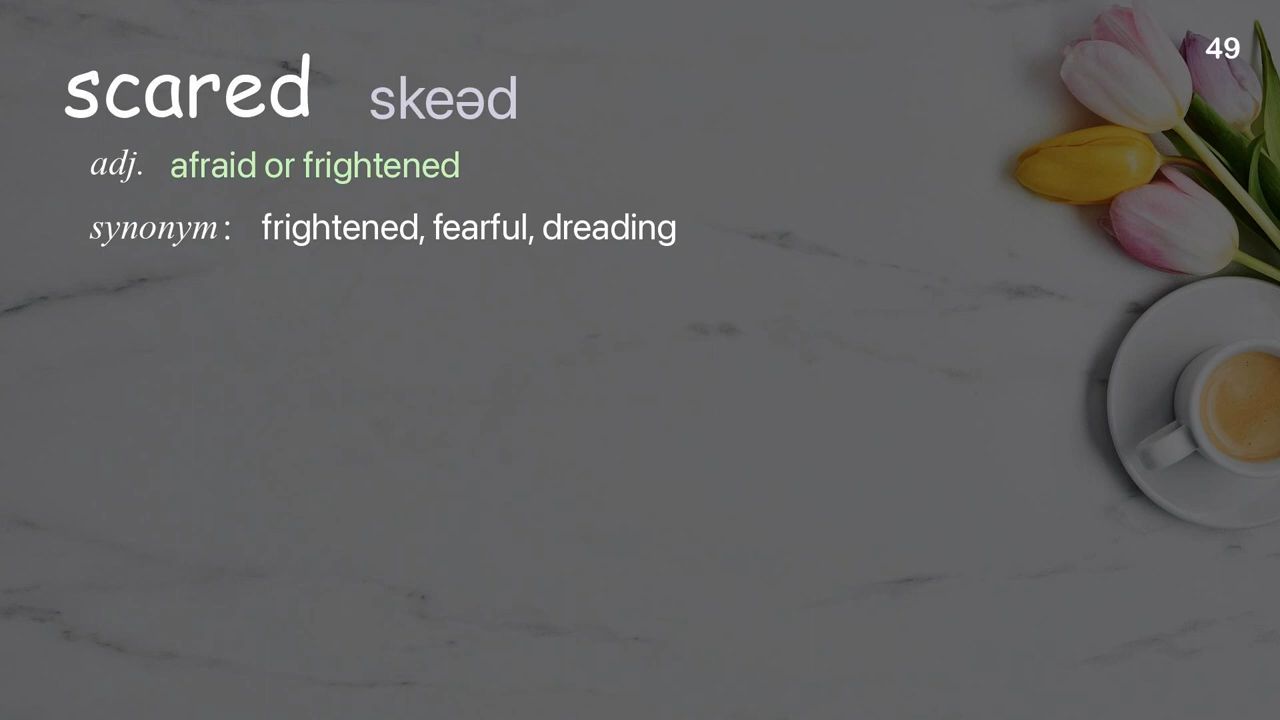 49
scared skeəd
adj. afraid or frightened
synonym: frightened, fearful, dreading